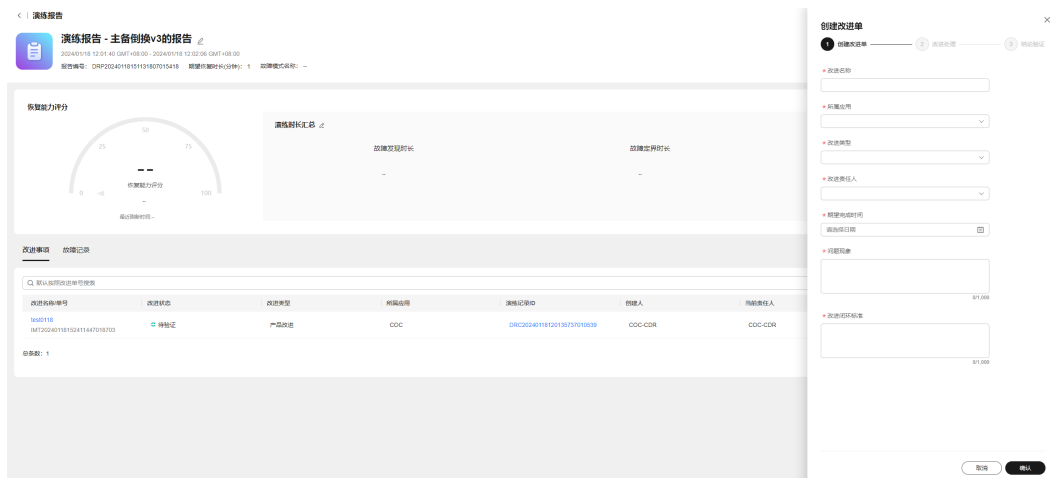 演练报告
演练报告 - 主备倒换v3的报告
2024/01/18 12:01:40 GMT+08:00 - 2024/01/18 12:02:06 GMT+08:00
报告编号: DRP20240118151131807015418 期望恢复时长(分钟): 1 故障模式名称: --
恢复能力评分
0
25
50
75
100
--
恢复能力评分
--
演练时长汇总
故障发现时长
故障定界时长
--
--
改进事项 故障记录
默认按照改进单号搜索
改进名称/单号 改进状态 改进类型 所属应用 演练记录ID 创建人 当前责任人
test0118
IMT20240118152411447018703 待验证 产品改进 COC DRC20240118120135737010539 COC-CDR COC-CDR
总条数: 1
创建改进单
1 创建改进单 2 改进处理 3
* 改进名称
* 所属应用
* 改进类型
* 改进责任人
* 期望完成时间
请选择日期
* 问题现象
0/1,000
* 改进闭环标准
0/1,000
取消 确认